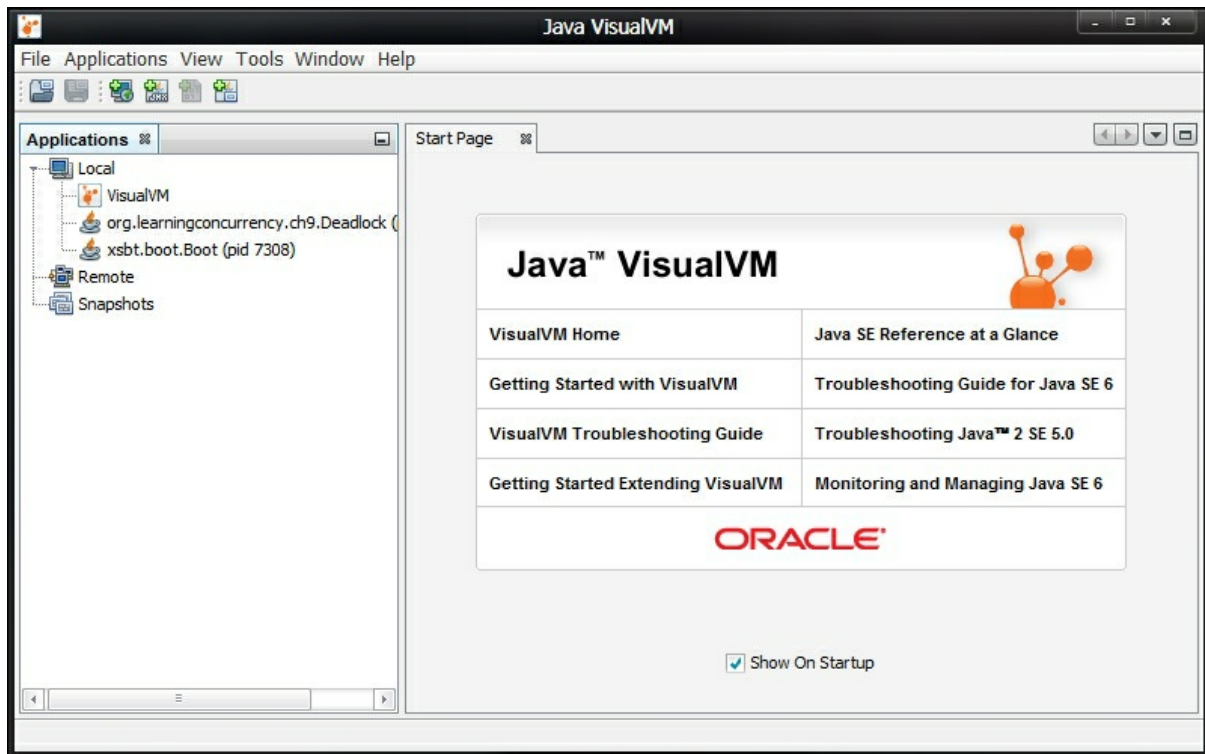 Java VisualVM
File Applications View Tools Window Help
Applications
Start Page
Local
VisualVM
org.learningconcurrency.ch9.Deadlock (
xsbt.boot.Boot (pid 7308)
Remote
Snapshots
Java™ VisualVM
VisualVM Home
Java SE Reference at a Glance
Getting Started with VisualVM
Troubleshooting Guide for Java SE 6
VisualVM Troubleshooting Guide
Troubleshooting Java™ 2 SE 5.0
Getting Started Extending VisualVM
Monitoring and Managing Java SE 6
ORACLE
Show On Startup